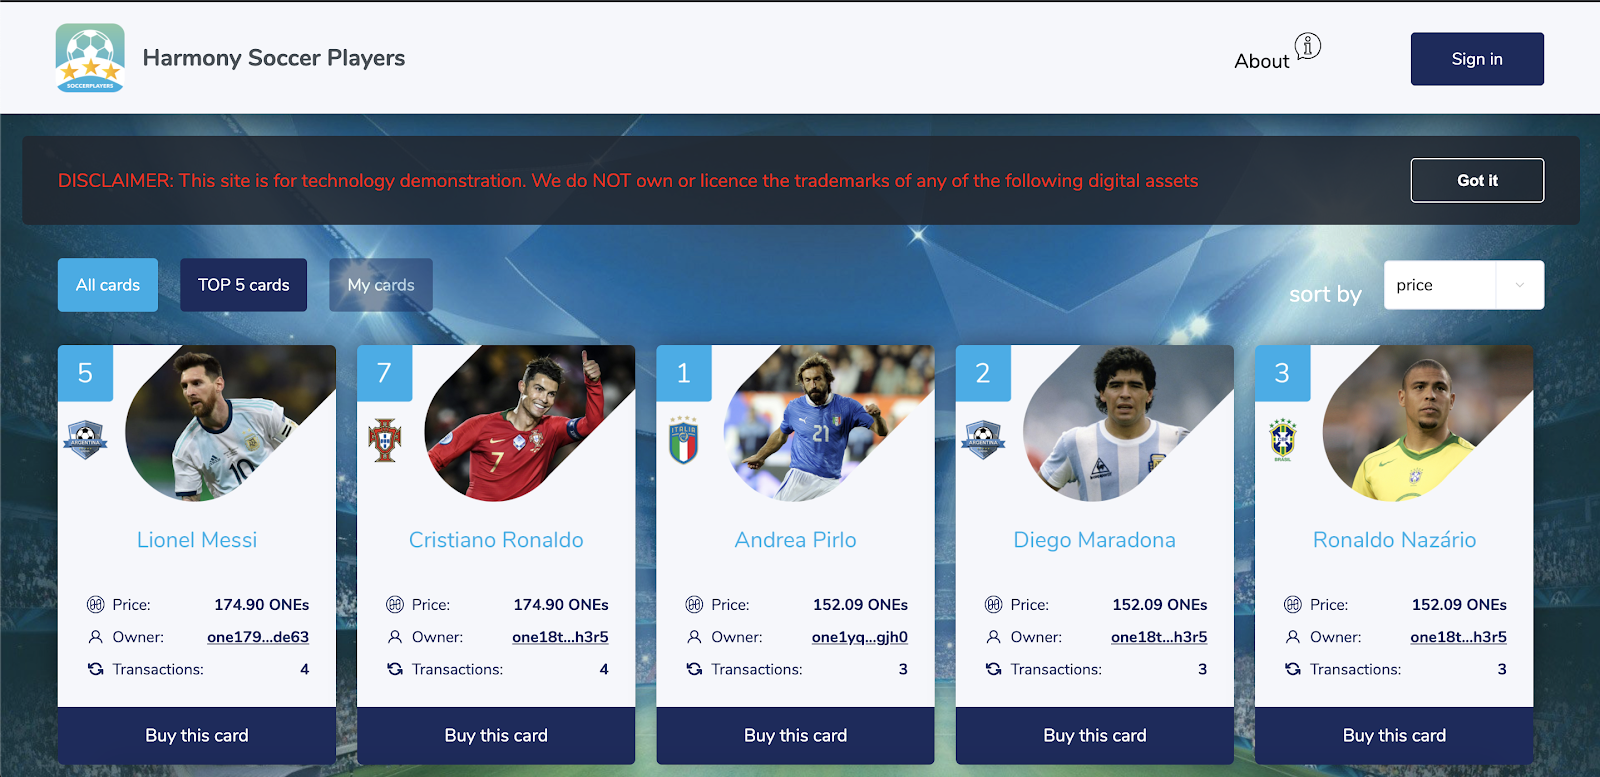 SOCCERPLAYERS
Harmony Soccer Players
About
Sign in
DISCLAIMER: This site is for technology demonstration. We do NOT own or licence the trademarks of any of the following digital assets
Got it
All cards
TOP 5 cards
My cards
sort by
price
5
ARGENTINA
10
Lionel Messi
Price: 174.90 ONEs
Owner: one179...de63
Transactions: 4
Buy this card
7
7
Cristiano Ronaldo
Price: 174.90 ONEs
Owner: one18t...h3r5
Transactions: 4
Buy this card
1
ITALIA
21
Andrea Pirlo
Price: 152.09 ONEs
Owner: one1yq...gjh0
Transactions: 3
Buy this card
2
ARGENTINA
Diego Maradona
Price: 152.09 ONEs
Owner: one18t...h3r5
Transactions: 3
Buy this card
3
BRASIL
Ronaldo Nazário
Price: 152.09 ONEs
Owner: one18t...h3r5
Transactions: 3
Buy this card